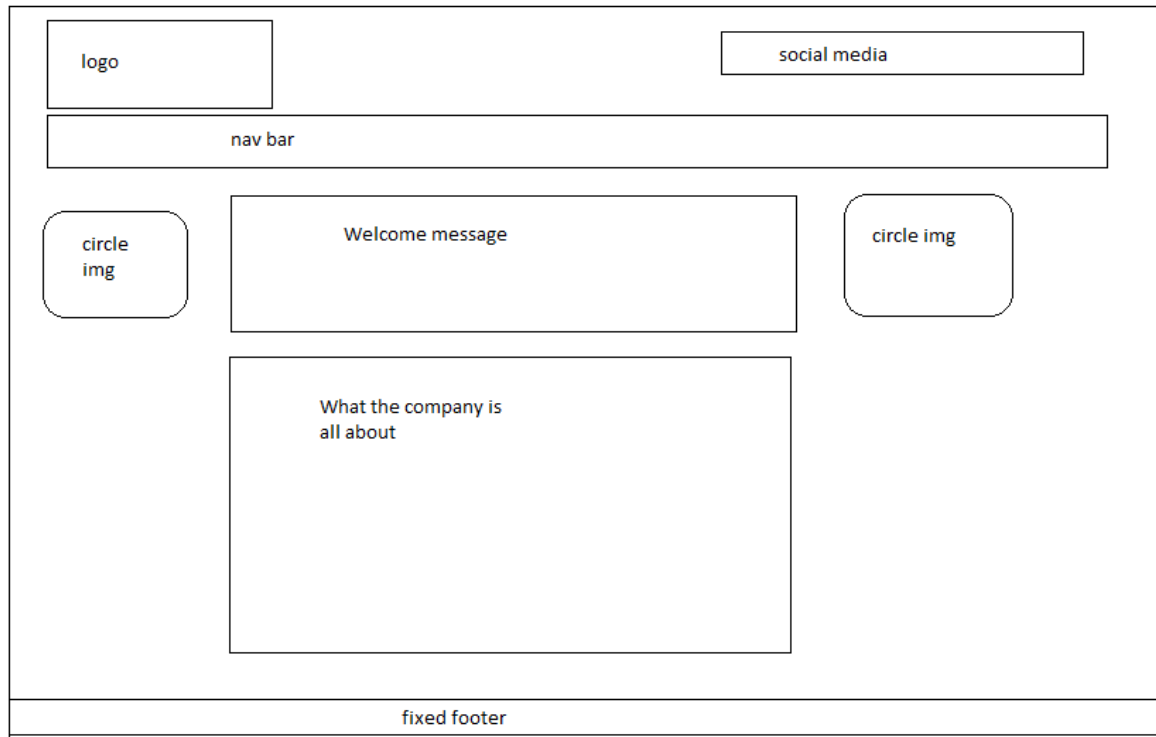 logo
social media
nav bar
circle
img
Welcome message
circle img
What the company is
all about
fixed footer